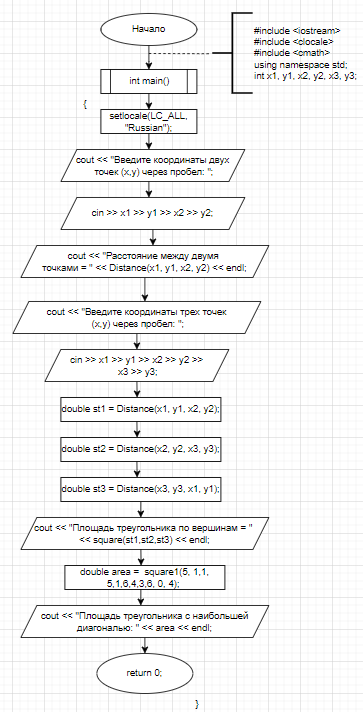 Начало
#include <iostream>
#include <clocale>
#include <cmath>
using namespace std;
int x1, y1, x2, y2, x3, y3;
int main()
{
setlocale(LC_ALL,
"Russian");
cout << "Введите координаты двух
точек (x,y) через пробел: ";
cin >> x1 >> y1 >> x2 >> y2;
cout << "Расстояние между двумя
точками = " << Distance(x1, y1, x2, y2) << endl;
cout << "Введите координаты трех точек
(x,y) через пробел: ";
cin >> x1 >> y1 >> x2 >> y2 >>
x3 >> y3;
double st1 = Distance(x1, y1, x2, y2);
double st2 = Distance(x2, y2, x3, y3);
double st3 = Distance(x3, y3, x1, y1);
cout << "Площадь треугольника по вершинам = "
<< square(st1,st2,st3) << endl;
double area = square1(5, 1,1,
5,1,6,4,3,6, 0, 4);
cout << "Площадь треугольника с наибольшей
диагональю: " << area << endl;
return 0;
}